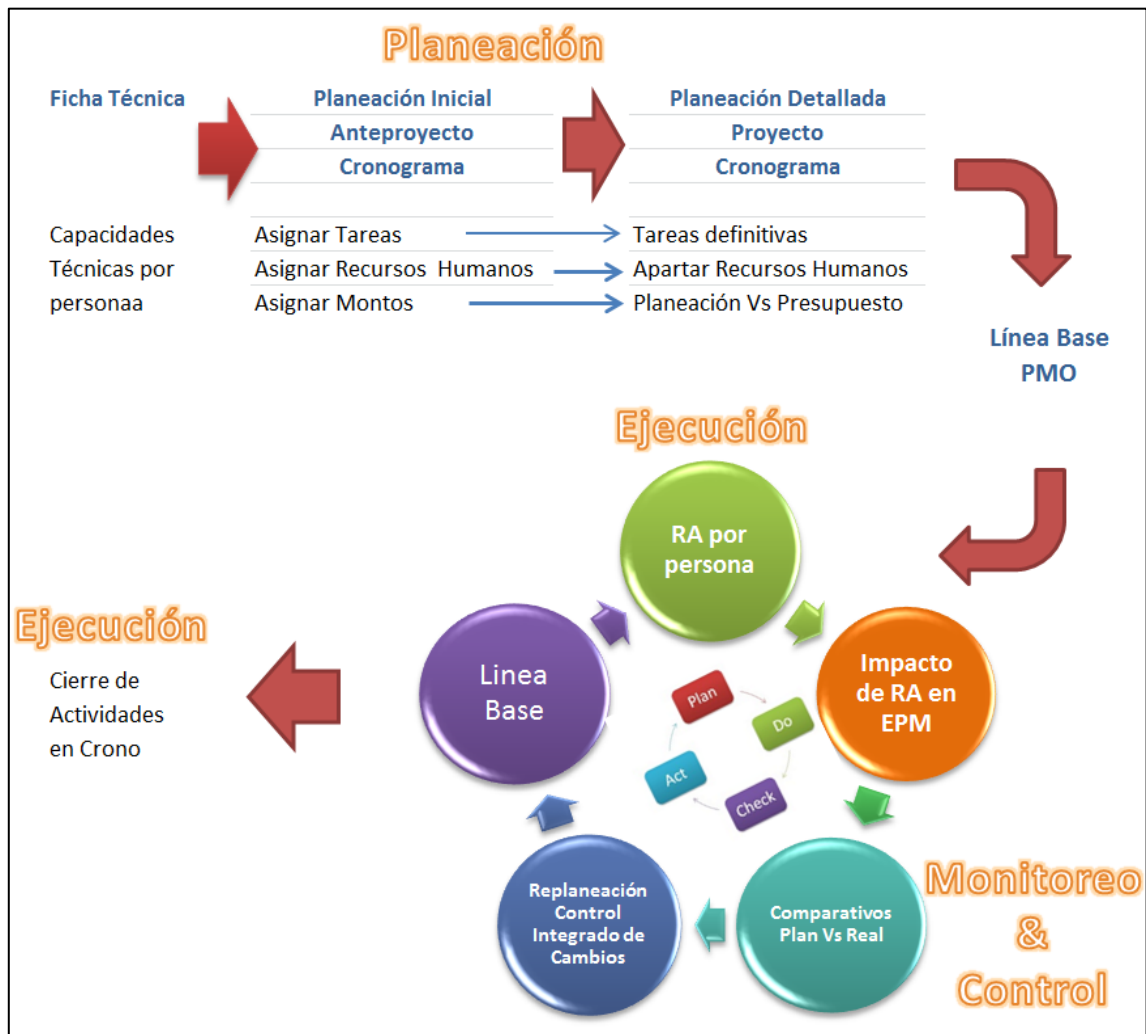 Planeación
Ficha Técnica
Planeación Inicial
Planeación Detallada
Anteproyecto
Proyecto
Cronograma
Cronograma
Capacidades
Técnicas por
personaa
Asignar Tareas
Tareas definitivas
Asignar Recursos Humanos
Apartar Recursos Humanos
Asignar Montos
Planeación Vs Presupuesto
Línea Base
PMO
Ejecución
RA por
persona
Impacto
de RA en
EPM
Comparativos
Plan Vs Real
Replaneación
Control
Integrado de
Cambios
Linea
Base
Plan
Do
Check
Act
Monitoreo
&
Control
Ejecución
Cierre de
Actividades
en Crono